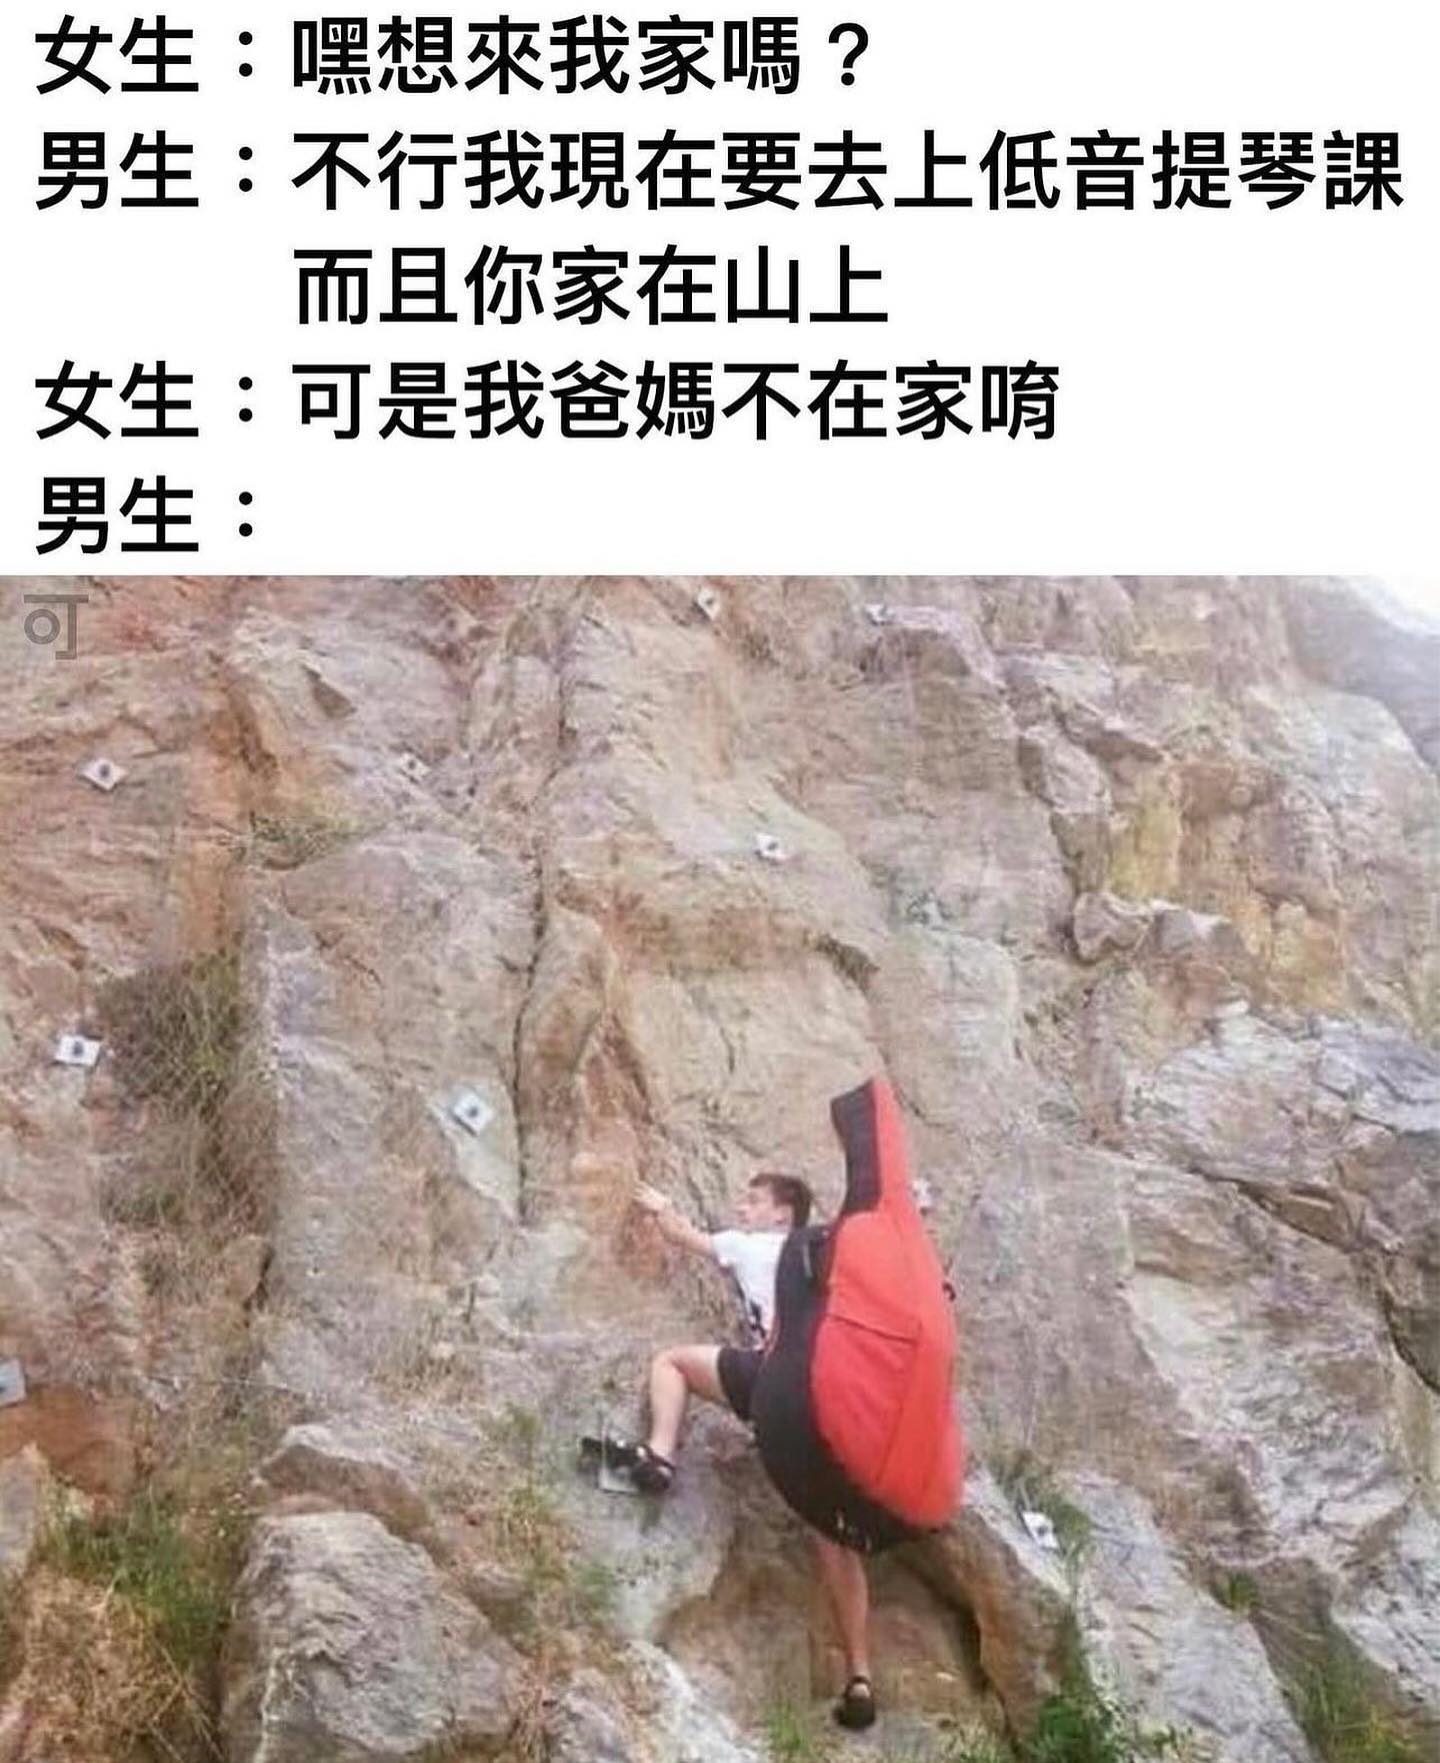 女生：嘿想來我家嗎？
男生：不行我現在要去上低音提琴課
而且你家在山上
女生：可是我爸媽不在家唷
男生：
可